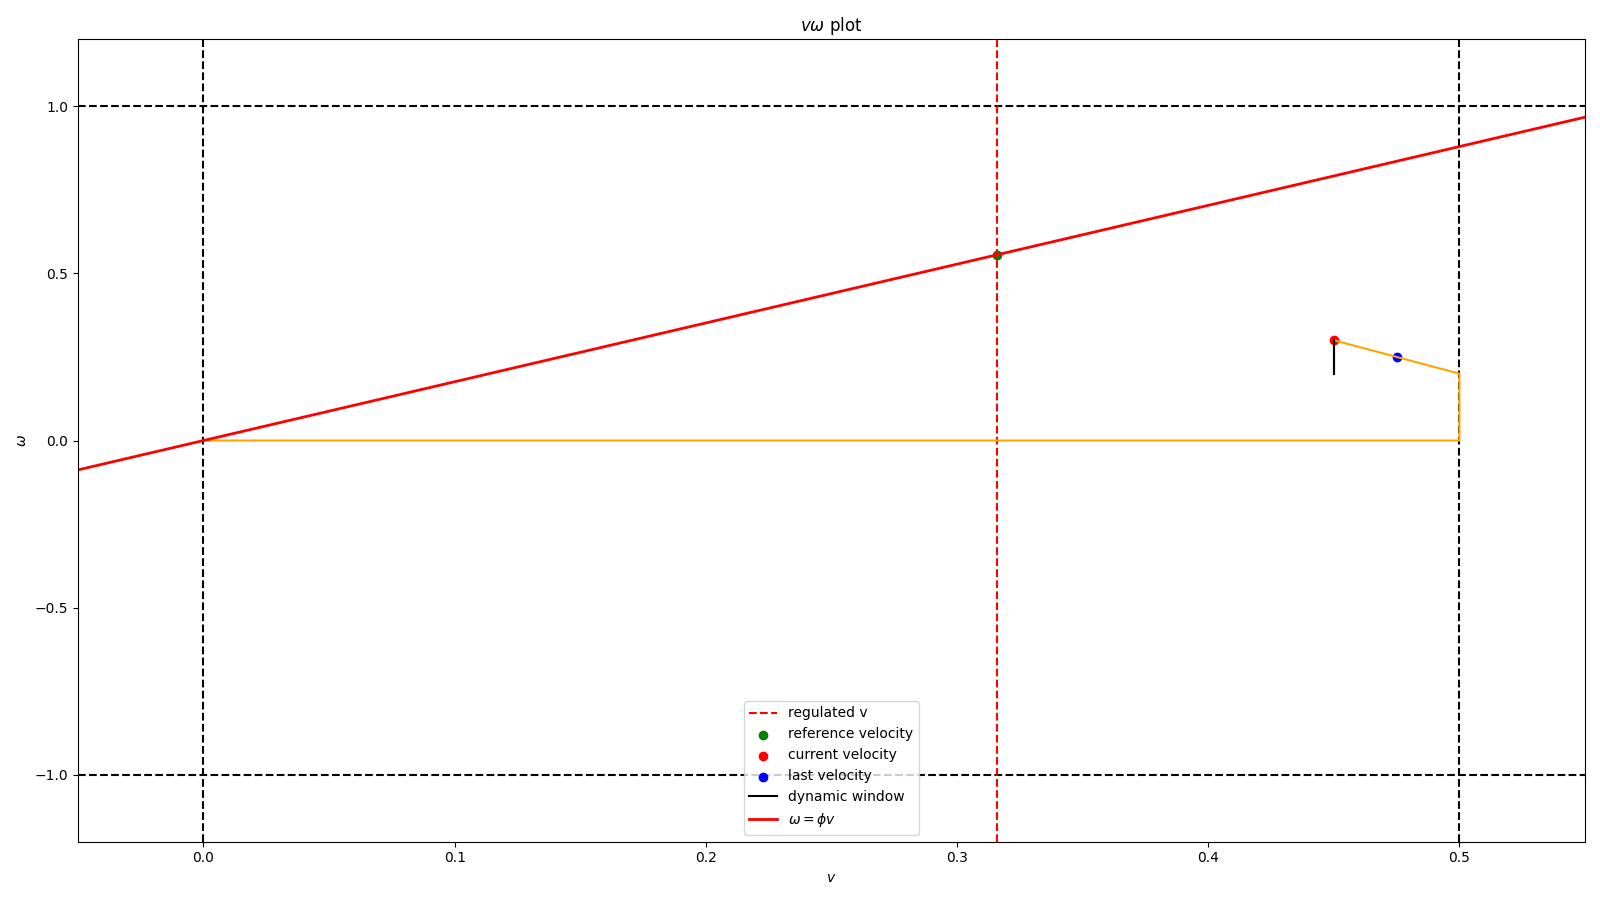 vω plot
1.0
0.5
0.0
−0.5
−1.0
ω
0.0 0.1 0.2 0.3 0.4 0.5
v
regulated v
reference velocity
current velocity
last velocity
dynamic window
ω = ϕv